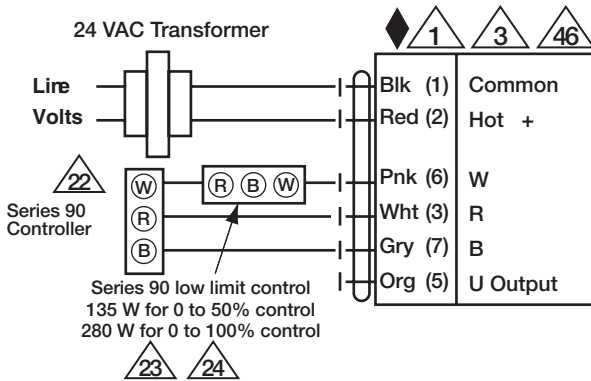 24 VAC Transformer
1 3 46
Line
Volts
Blk (1) Common
Red (2) Hot +
Pnk (6) W
Wht (3) R
Gry (7) B
Org (5) U Output
22
Series 90
Controller
W
R
B
R B W
Series 90 low limit control
135 W for 0 to 50% control
280 W for 0 to 100% control
23 24